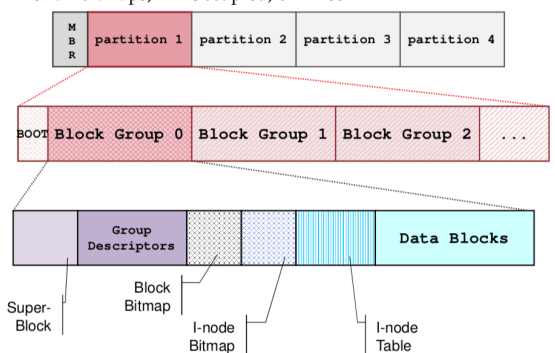 M
B
R
partition 1
partition 2
partition 3
partition 4
BOOT
Block Group 0
Block Group 1
Block Group 2
...
Group
Descriptors
Data Blocks
Super-
Block
Block
Bitmap
I-node
Bitmap
I-node
Table